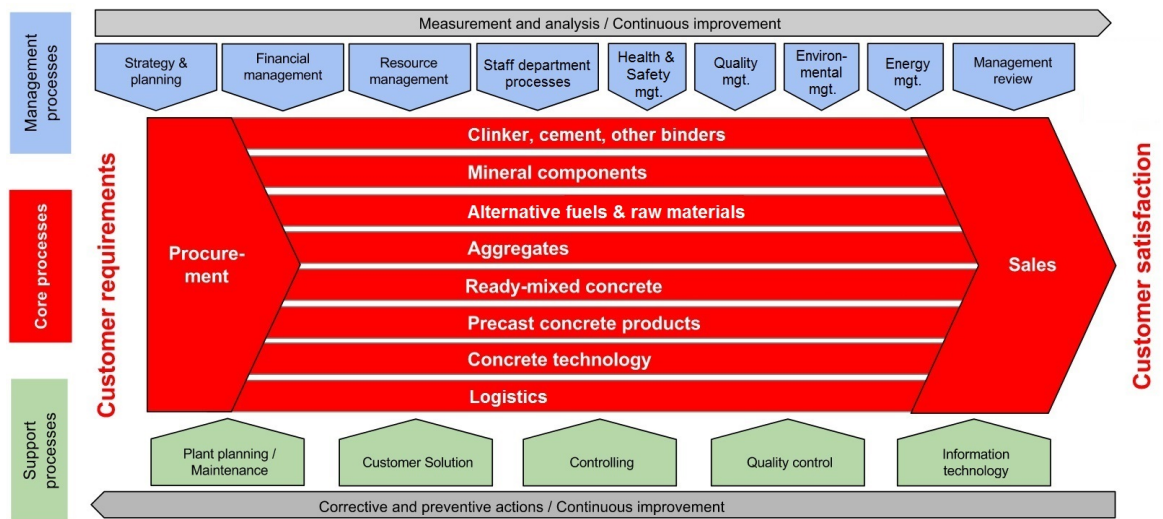 Management
processes
Measurement and analysis / Continuous improvement
Strategy &
planning
Financial
management
Resource
management
Staff department
processes
Health &
Safety
mgt.
Quality
mgt.
Environ-
mental
mgt.
Energy
mgt.
Management
review
Core processes
Customer requirements
Procure-
ment
Clinker, cement, other binders
Mineral components
Alternative fuels & raw materials
Aggregates
Ready-mixed concrete
Precast concrete products
Concrete technology
Logistics
Sales
Customer satisfaction
Support
processes
Plant planning /
Maintenance
Customer Solution
Controlling
Quality control
Information
technology
Corrective and preventive actions / Continuous improvement